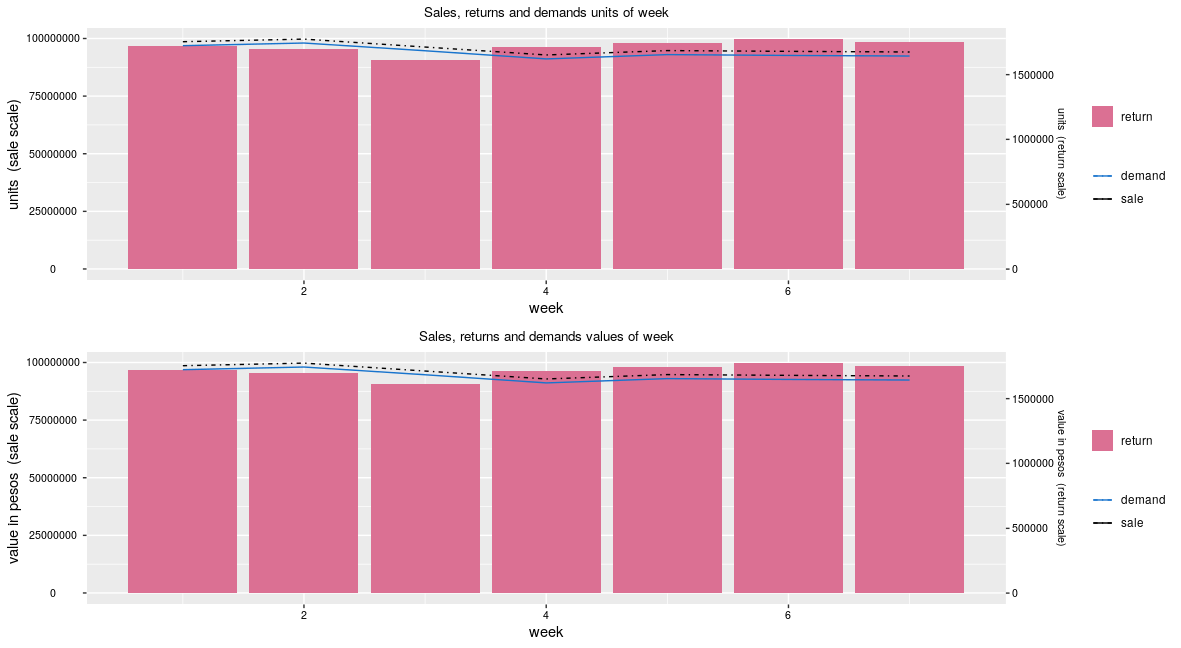 Sales, returns and demands units of week
units  (sale scale)
100000000
75000000
50000000
25000000
0
2
4
6
week
1500000
1000000
500000
0
units  (return scale)
return
demand
sale
Sales, returns and demands values of week
value in pesos  (sale scale)
100000000
75000000
50000000
25000000
0
2
4
6
week
1500000
1000000
500000
0
value in pesos  (return scale)
return
demand
sale